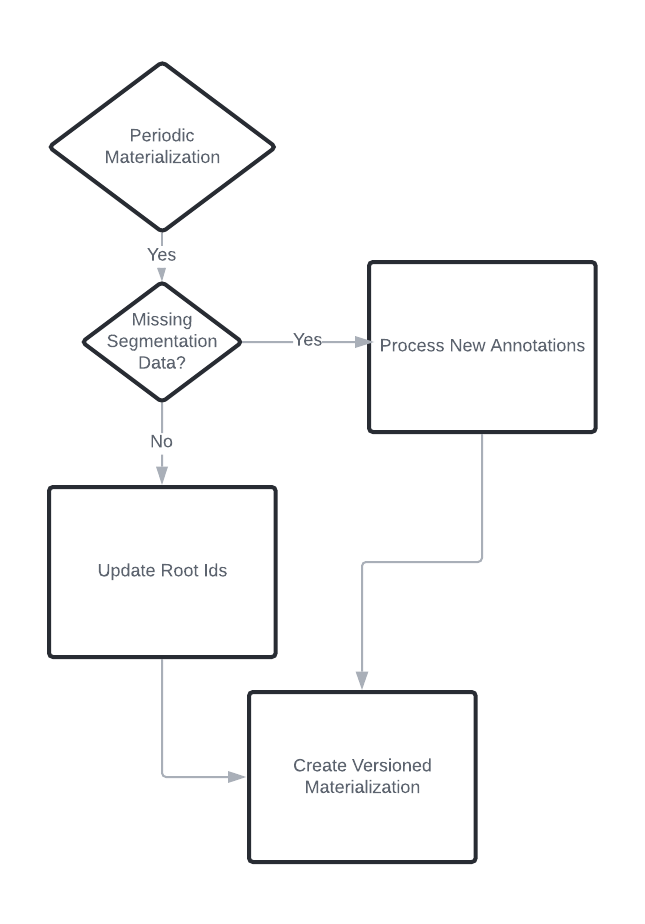 Periodic
Materialization
Yes
Missing
Segmentation
Data?
Yes
Process New Annotations
No
Update Root Ids
Create Versioned
Materialization